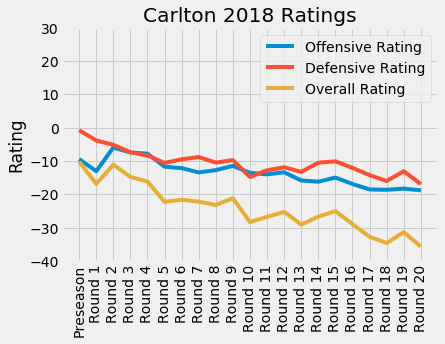 Carlton 2018 Ratings
Offensive Rating
Defensive Rating
Overall Rating
Rating
30
20
10
0
−10
−20
−30
−40
Preseason
Round 1
Round 2
Round 3
Round 4
Round 5
Round 6
Round 7
Round 8
Round 9
Round 10
Round 11
Round 12
Round 13
Round 14
Round 15
Round 16
Round 17
Round 18
Round 19
Round 20